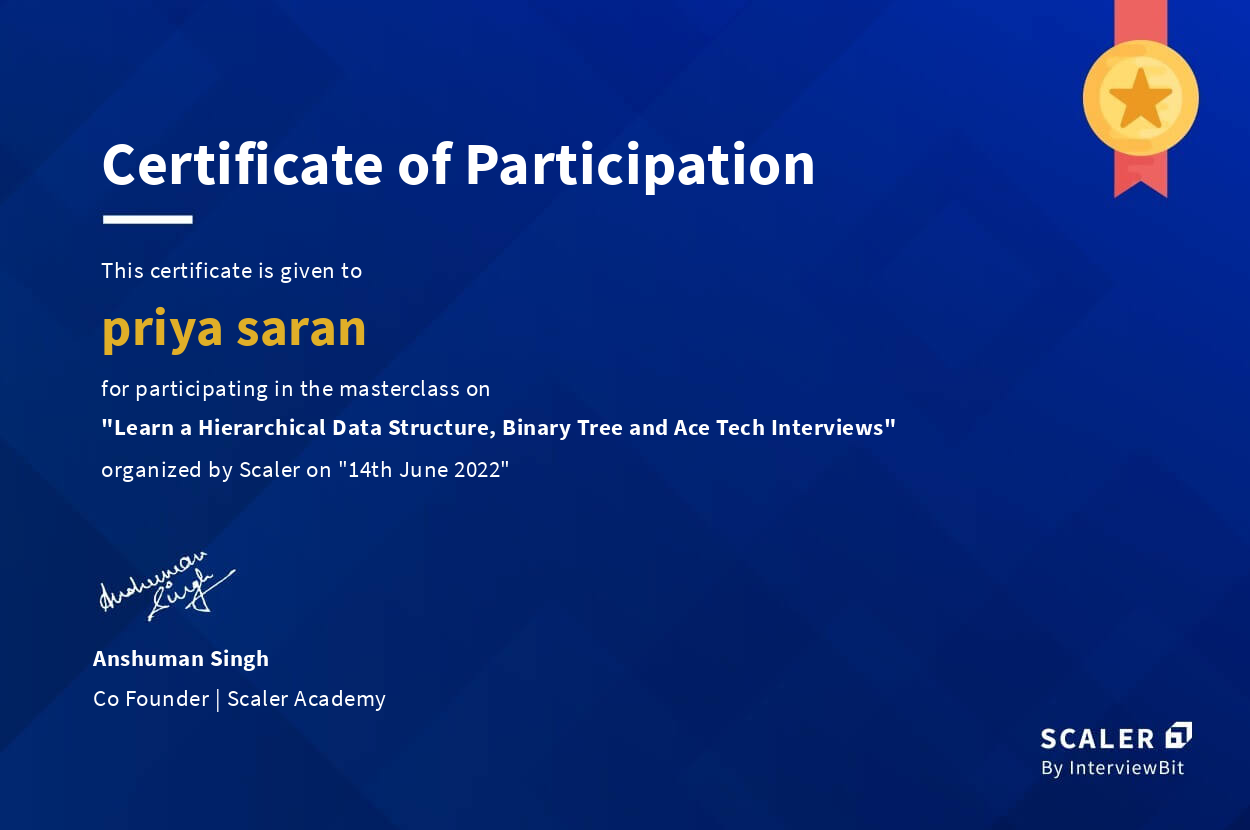 Certificate of Participation
This certificate is given to
priya saran
for participating in the masterclass on
"Learn a Hierarchical Data Structure, Binary Tree and Ace Tech Interviews"
organized by Scaler on "14th June 2022"
Anshuman
Singh
Anshuman Singh
Co Founder | Scaler Academy
SCALER
By InterviewBit